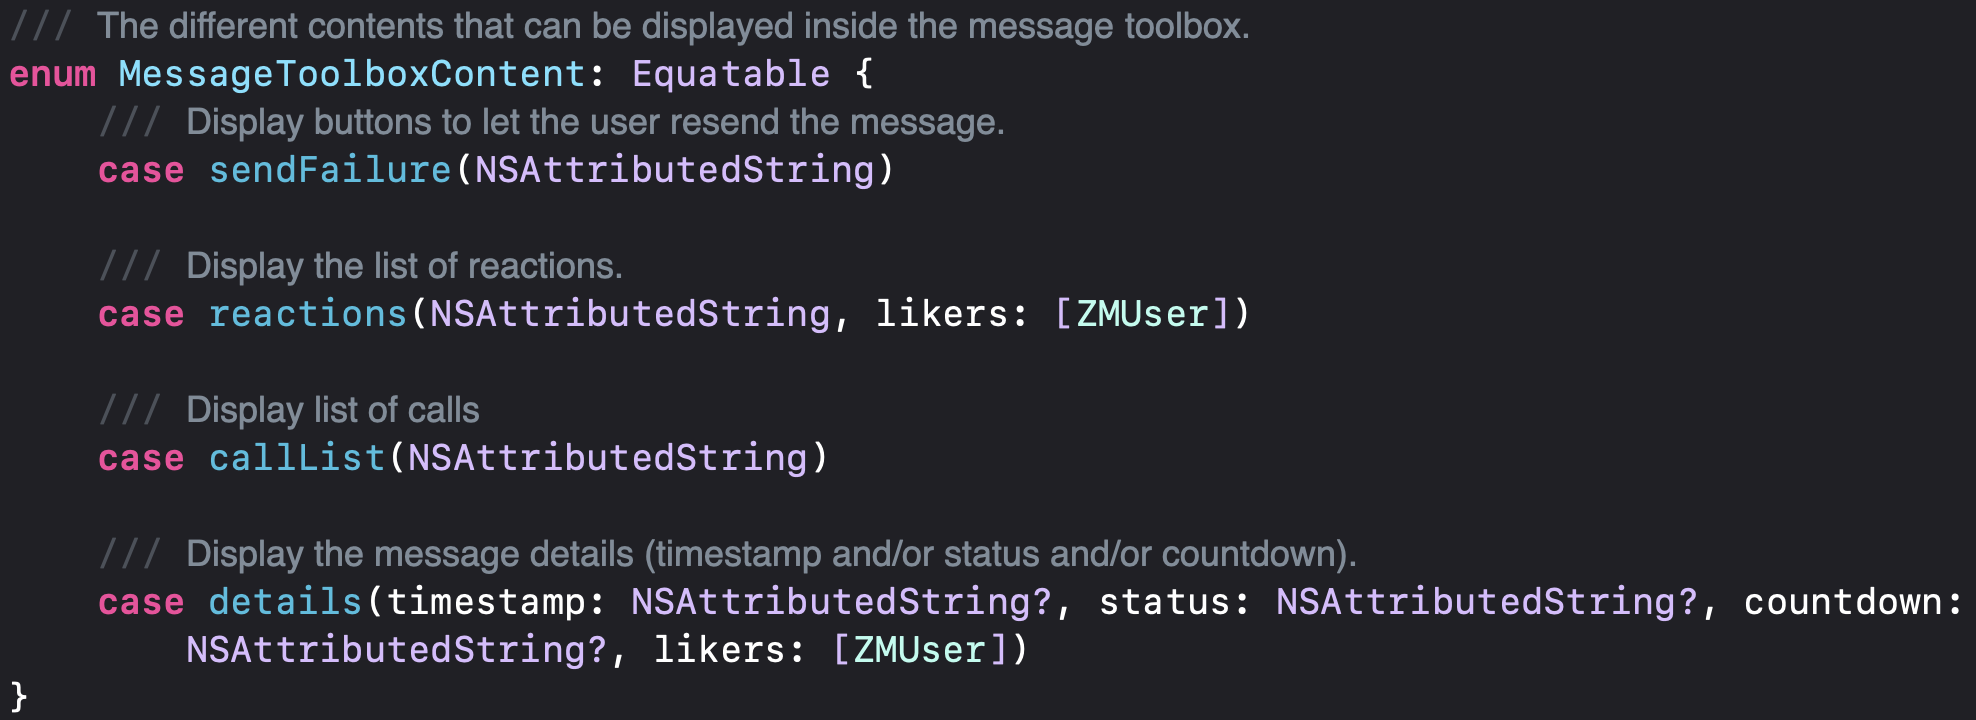 /// The different contents that can be displayed inside the message toolbox.
enum MessageToolboxContent: Equatable {
    /// Display buttons to let the user resend the message.
    case sendFailure(NSAttributedString)

    /// Display the list of reactions.
    case reactions(NSAttributedString, likers: [ZMUser])

    /// Display list of calls
    case callList(NSAttributedString)

    /// Display the message details (timestamp and/or status and/or countdown).
    case details(timestamp: NSAttributedString?, status: NSAttributedString?, countdown:
        NSAttributedString?, likers: [ZMUser])
}